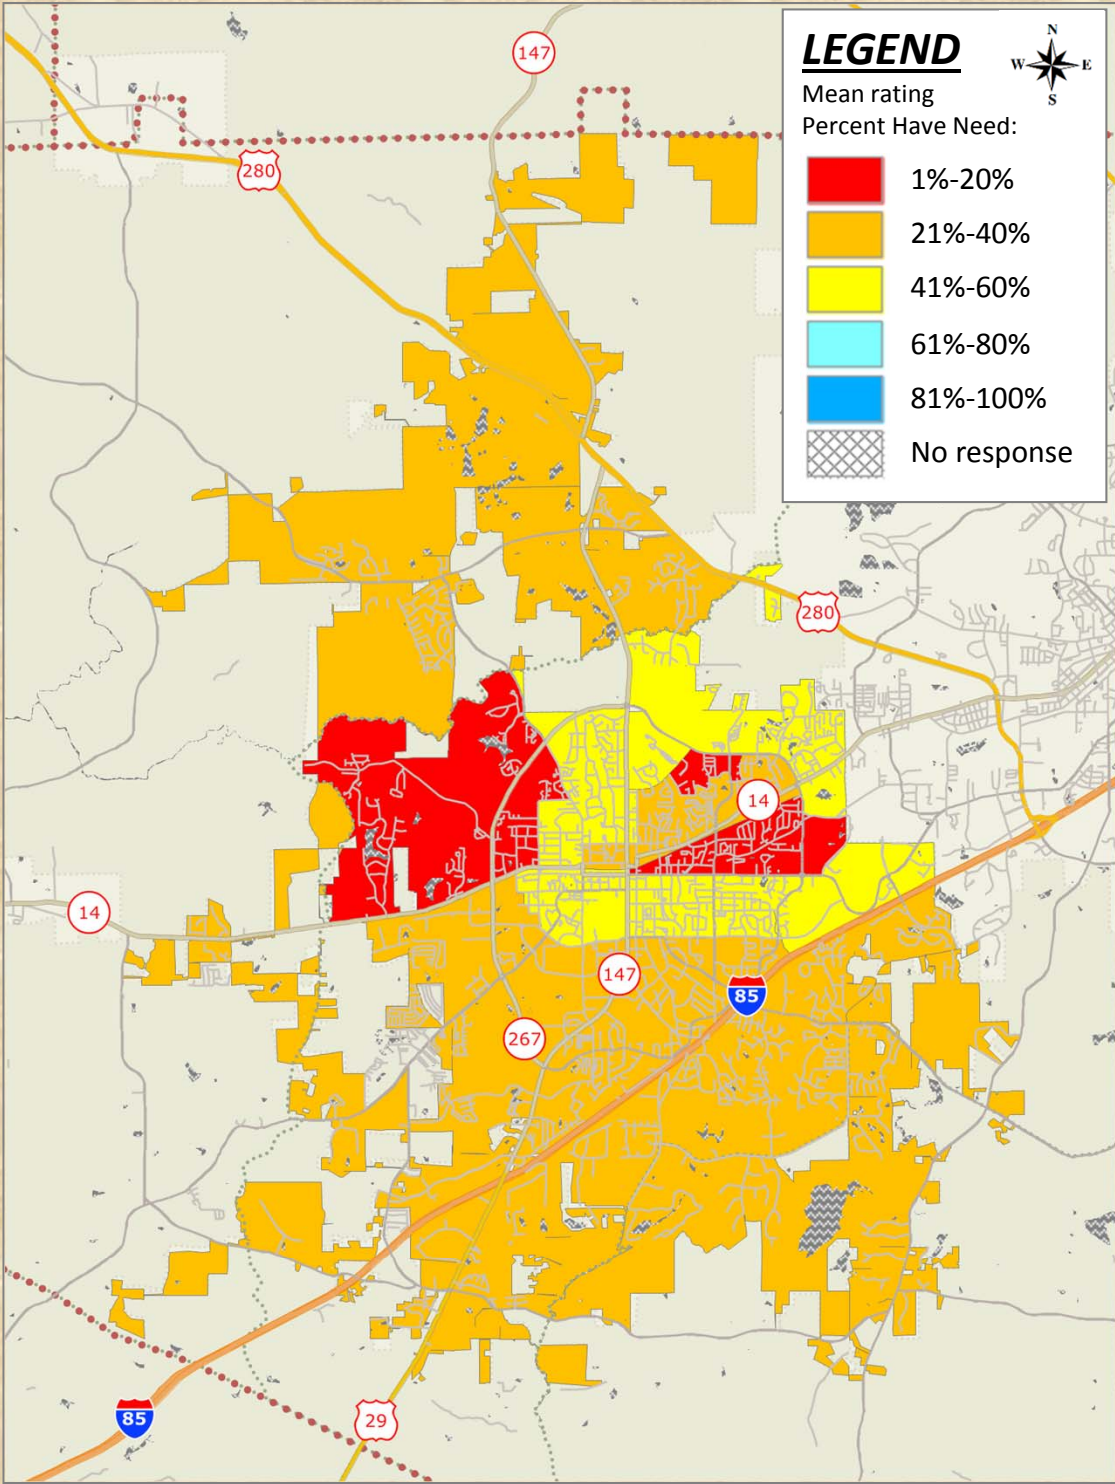 147
LEGEND
N
W E
S
Mean rating
Percent Have Need:
280
1%-20%
21%-40%
41%-60%
61%-80%
81%-100%
No response
280
14
14
147
85
267
85
29